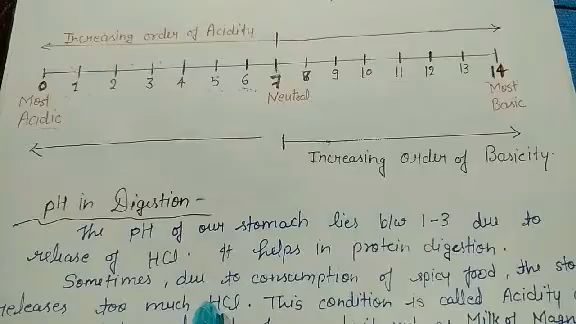 Increasing order of Acidity
0 1 2 3 4 5 6 7 8 9 10 11 12 13 14
Most Acidic
Neutral
Most Basic
Increasing Order of Basicity.
pH in Digestion -
The pH of our stomach lies b/w 1-3 due to
release of HCl. It helps in protein digestion.
Sometimes, due to consumption of spicy food, the
releases too much HCl. This condition is called Acidity
Milk of